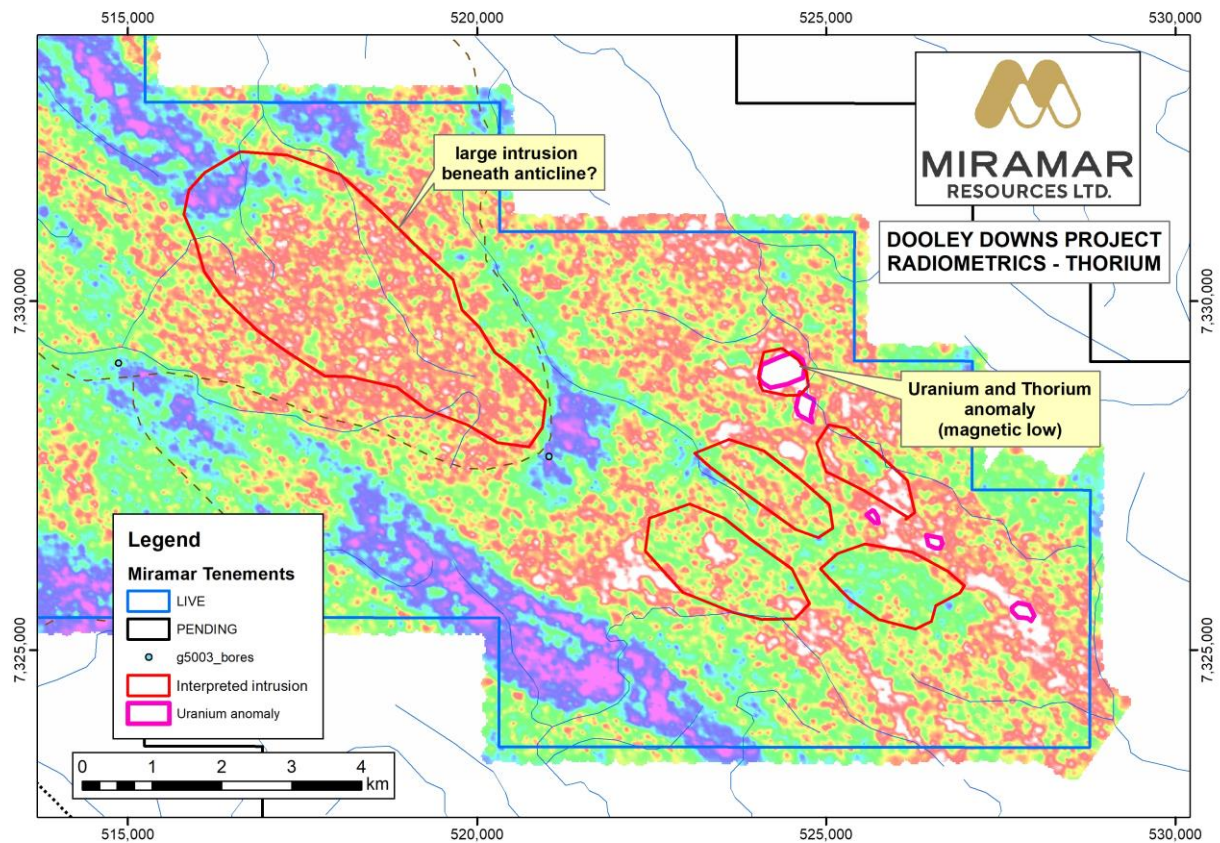 515,000
520,000
525,000
530,000
MIRAMAR
RESOURCES LTD.
DOOLEY DOWNS PROJECT
RADIOMETRICS - THORIUM
large intrusion
beneath anticline?
7,330,000
7,330,000
Uranium and Thorium
anomaly
(magnetic low)
Legend
Miramar Tenements
LIVE
PENDING
g5003_bores
Interpreted intrusion
Uranium anomaly
7,325,000
7,325,000
0 1 2 3 4
km
515,000
520,000
525,000
530,000